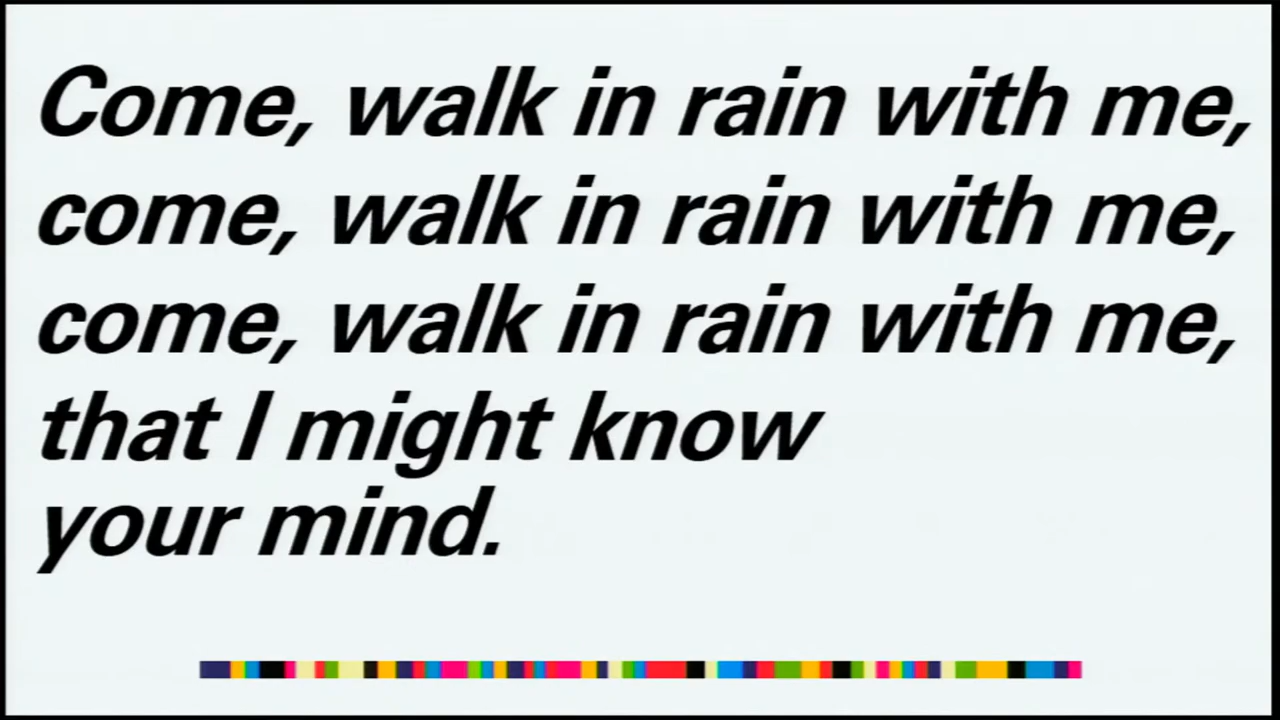 Come, walk in rain with me,
come, walk in rain with me,
come, walk in rain with me,
that I might know
your mind.